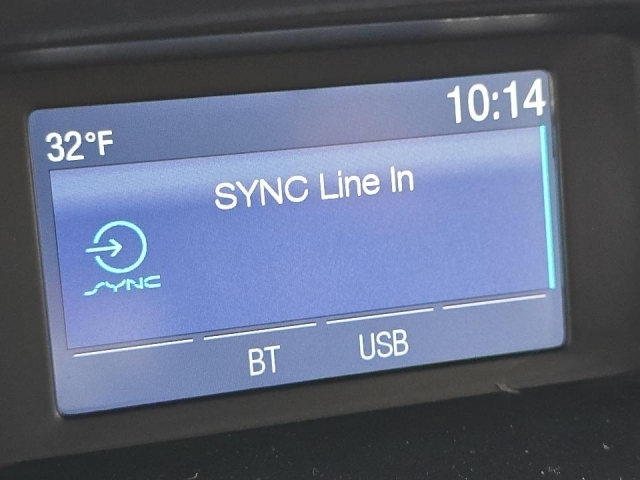 32°F 10:14
SYNC Line In
SYNC
BT USB